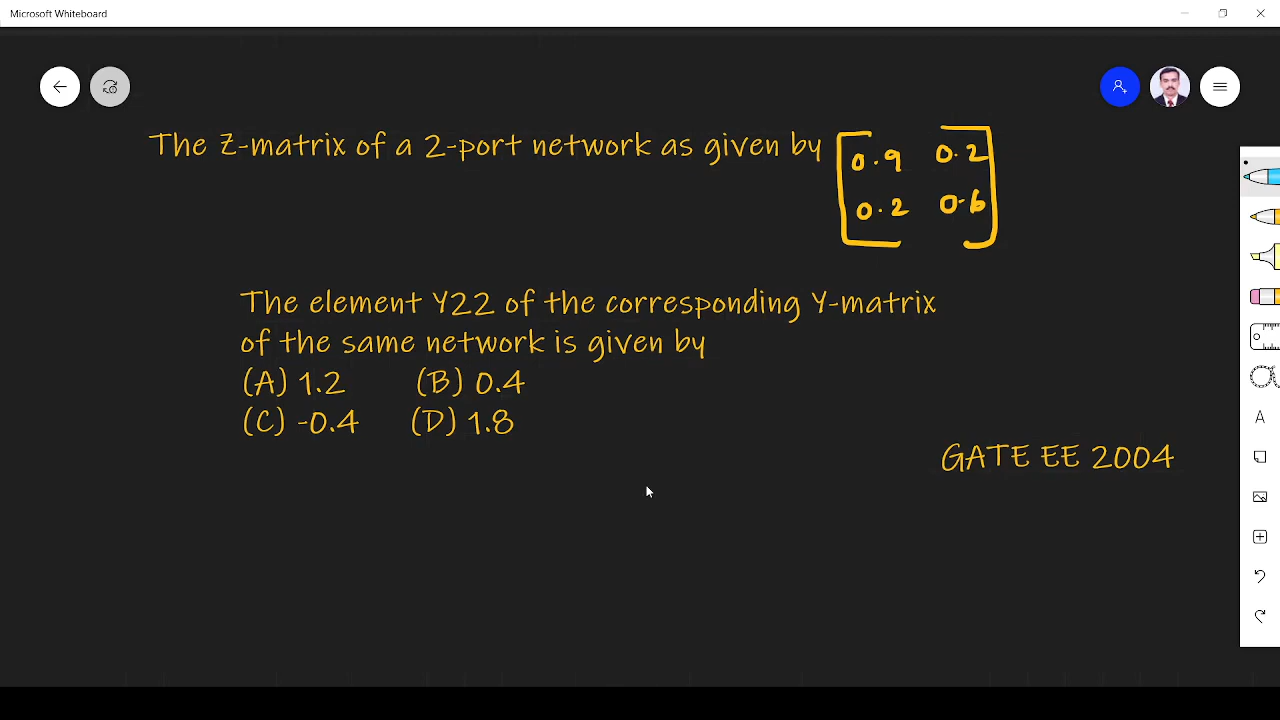 Microsoft Whiteboard
The Z-matrix of a 2-port network as given by
0.9 0.2
0.2 0.6
The element Y22 of the corresponding Y-matrix
of the same network is given by
(A) 1.2 (B) 0.4
(C) -0.4 (D) 1.8
GATE EE 2004